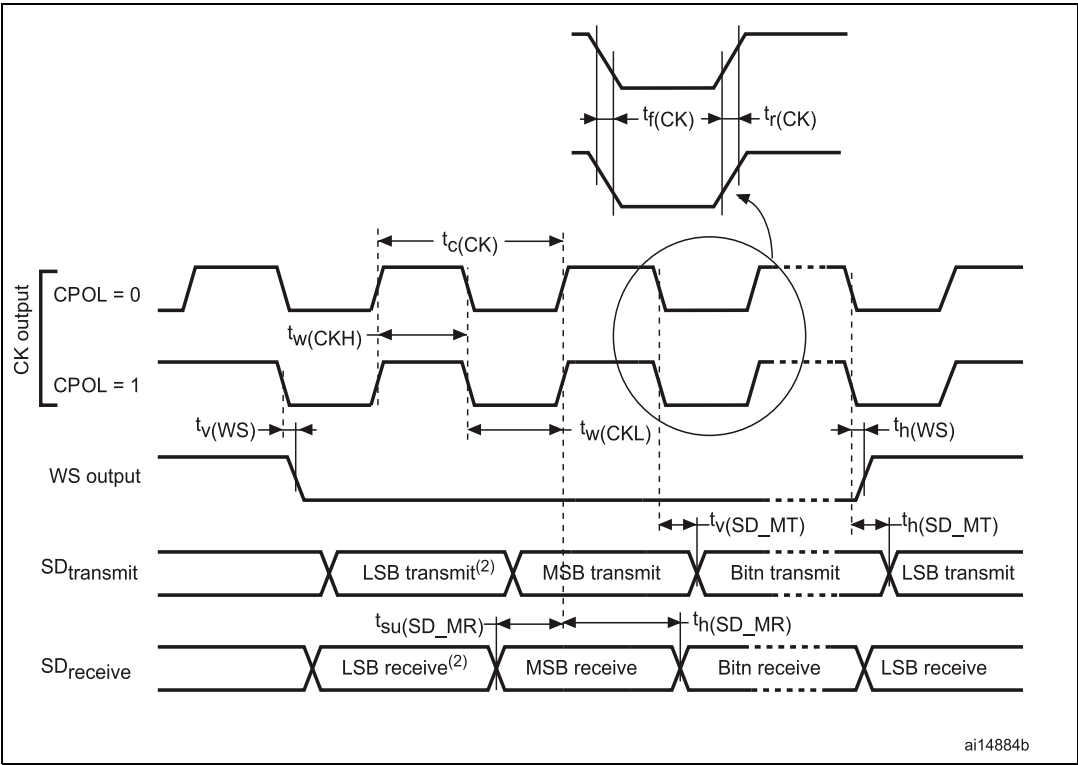 tf(CK)
tr(CK)
tc(CK)
CK output
CPOL = 0
tw(CKH)
CPOL = 1
tv(WS)
tw(CKL)
th(WS)
WS output
tv(SD_MT)
th(SD_MT)
SDtransmit
LSB transmit(2)
MSB transmit
Bitn transmit
LSB transmit
tsu(SD_MR)
th(SD_MR)
SDreceive
LSB receive(2)
MSB receive
Bitn receive
LSB receive
ai14884b